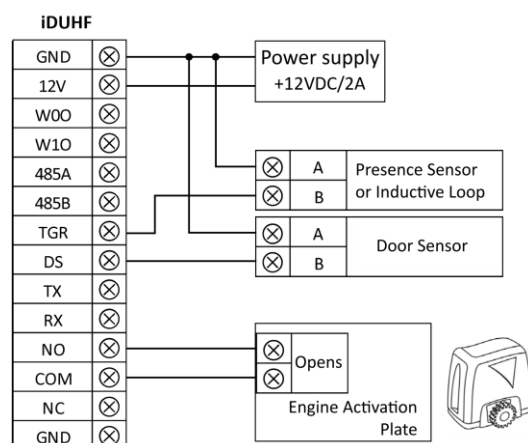 iDUHF
GND
12V
W0O
W1O
485A
485B
TGR
DS
TX
RX
NO
COM
NC
GND
Power supply
+12VDC/2A
A
B
Presence Sensor
or Inductive Loop
A
B
Door Sensor
Opens
Engine Activation
Plate